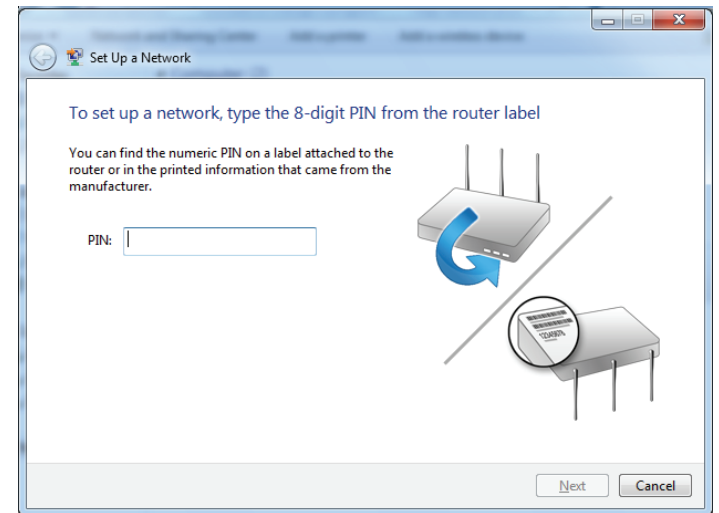 Set Up a Network
To set up a network, type the 8-digit PIN from the router label
You can find the numeric PIN on a label attached to the
router or in the printed information that came from the
manufacturer.
PIN:
12345678
Next
Cancel